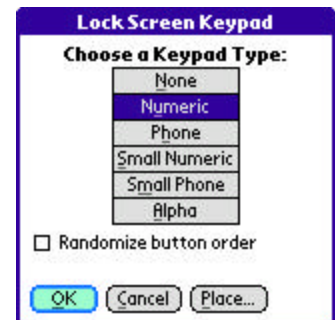 Lock Screen Keypad
Choose a Keypad Type:
None
Numeric
Phone
Small Numeric
Small Phone
Alpha
Randomize button order
OK Cancel Place...